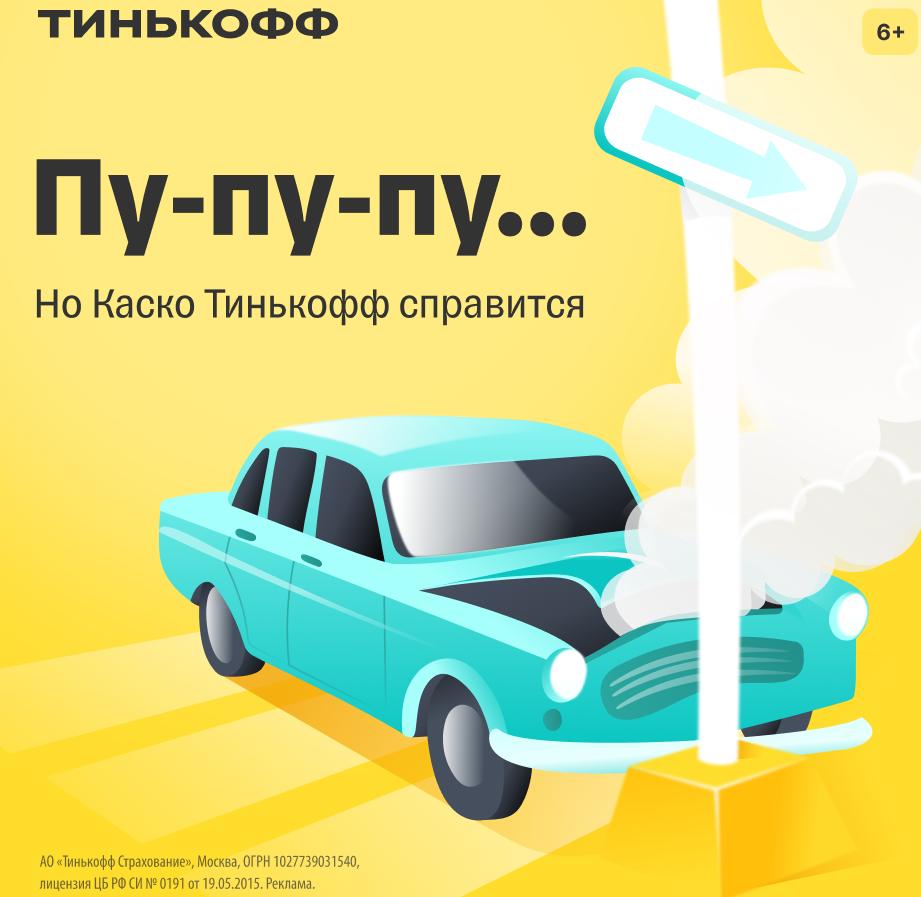 ТИНЬКОФФ
6+
Пу-пу-пу...
Но Каско Тинькофф справится
АО «Тинькофф Страхование», Москва, ОГРН 1027739031540,
лицензия ЦБ РФ СИ № 0191 от 19.05.2015. Реклама.